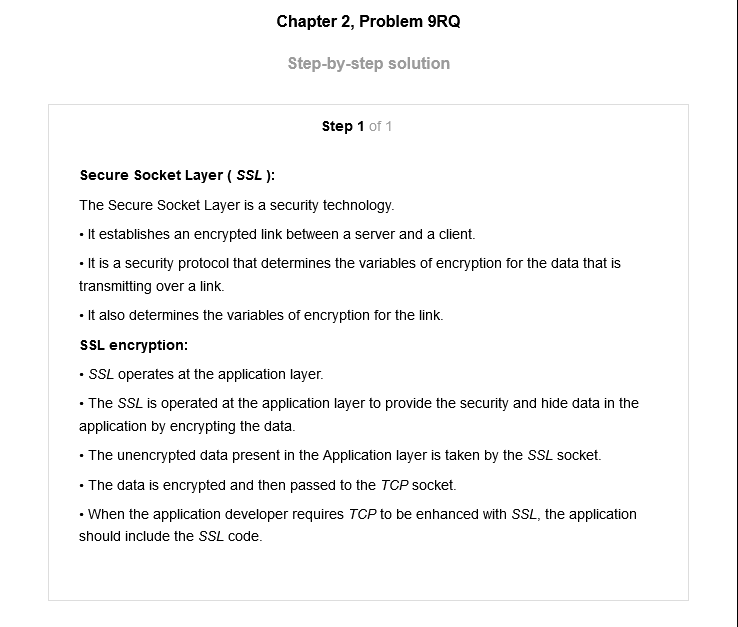 Chapter 2, Problem 9RQ
Step-by-step solution
Step 1 of 1
Secure Socket Layer ( SSL ):
The Secure Socket Layer is a security technology.
• It establishes an encrypted link between a server and a client.
• It is a security protocol that determines the variables of encryption for the data that is
transmitting over a link.
• It also determines the variables of encryption for the link.
SSL encryption:
• SSL operates at the application layer.
• The SSL is operated at the application layer to provide the security and hide data in the
application by encrypting the data.
• The unencrypted data present in the Application layer is taken by the SSL socket.
• The data is encrypted and then passed to the TCP socket.
• When the application developer requires TCP to be enhanced with SSL, the application
should include the SSL code.